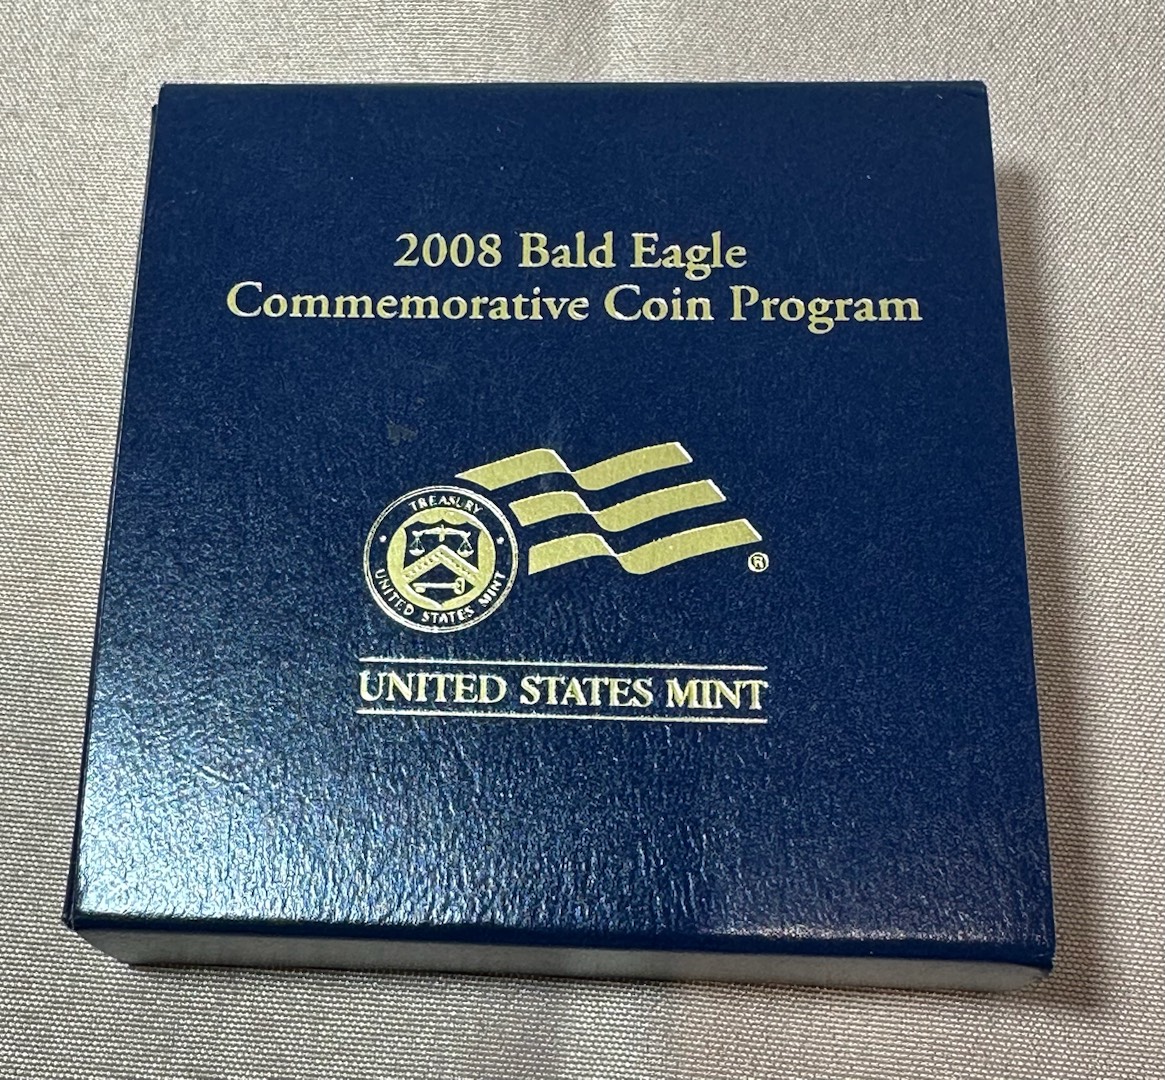 2008 Bald Eagle
Commemorative Coin Program
TREASURY
UNITED STATES MINT
®
UNITED STATES MINT